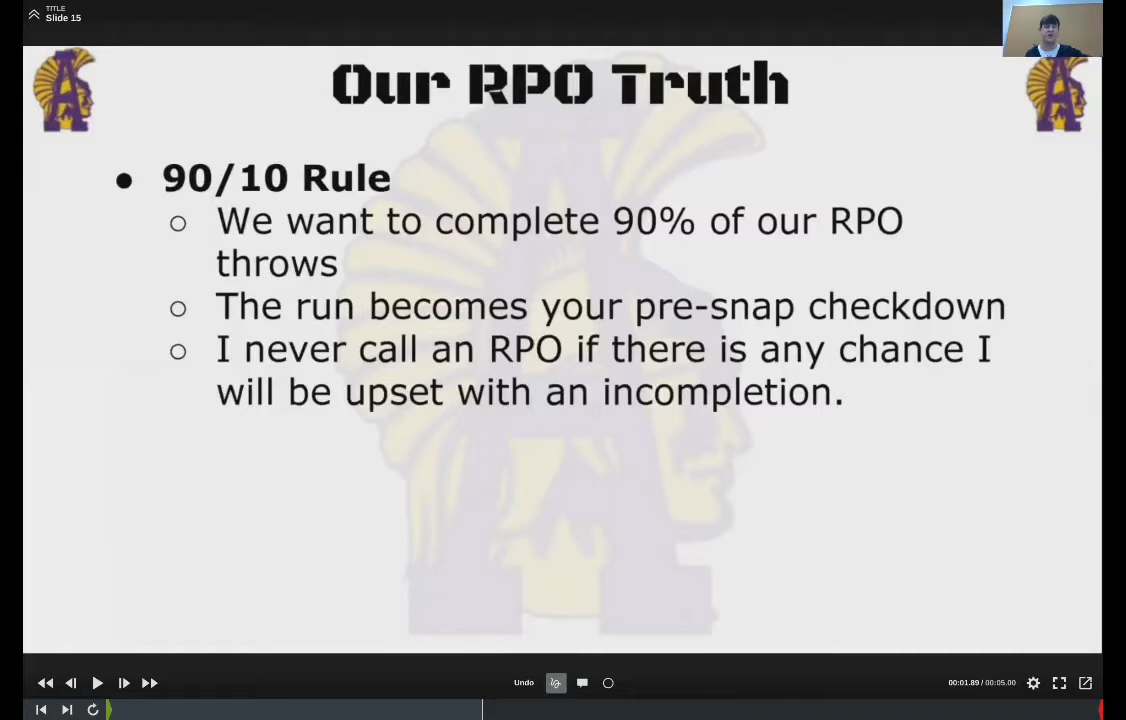 TITLE
Slide 15
Our RPO Truth
● 90/10 Rule
○ We want to complete 90% of our RPO
throws
○ The run becomes your pre-snap checkdown
○ I never call an RPO if there is any chance I
will be upset with an incompletion.
Undo
00:01.89 / 00:05.00